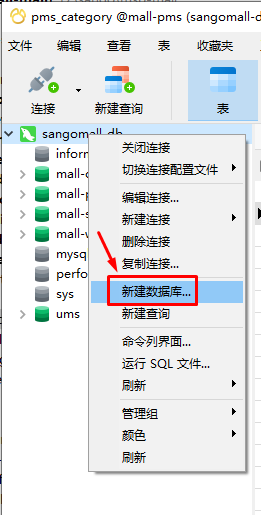 pms_category @mall-pms (sangomall-d
文件 编辑 查看 表 收藏夹
连接 新建查询 表
sangomall-db
关闭连接
inforn
切换连接配置文件
mall-c
编辑连接...
mall-p
新建连接
mall-s
删除连接
mall-w
复制连接...
mysq
perfo
新建数据库...
sys
新建查询
ums
命令列界面...
运行 SQL 文件...
刷新
管理组
颜色
刷新